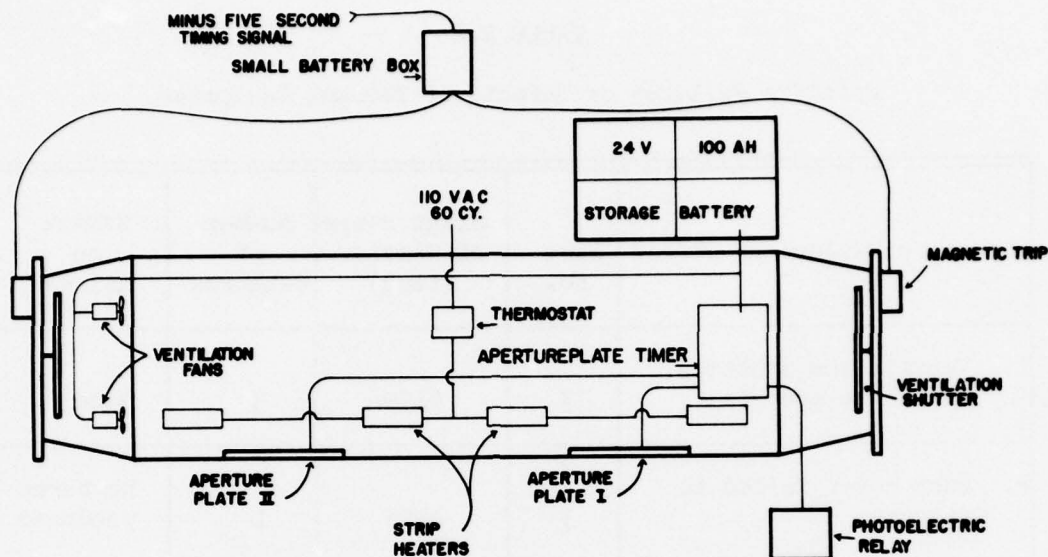 MINUS FIVE SECOND
TIMING SIGNAL
SMALL BATTERY BOX
24 V
100 AH
STORAGE BATTERY
110 VAC
60 CY.
MAGNETIC TRIP
THERMOSTAT
APERTUREPLATE TIMER
VENTILATION
FANS
VENTILATION
SHUTTER
APERTURE
PLATE II
APERTURE
PLATE I
STRIP
HEATERS
PHOTOELECTRIC
RELAY